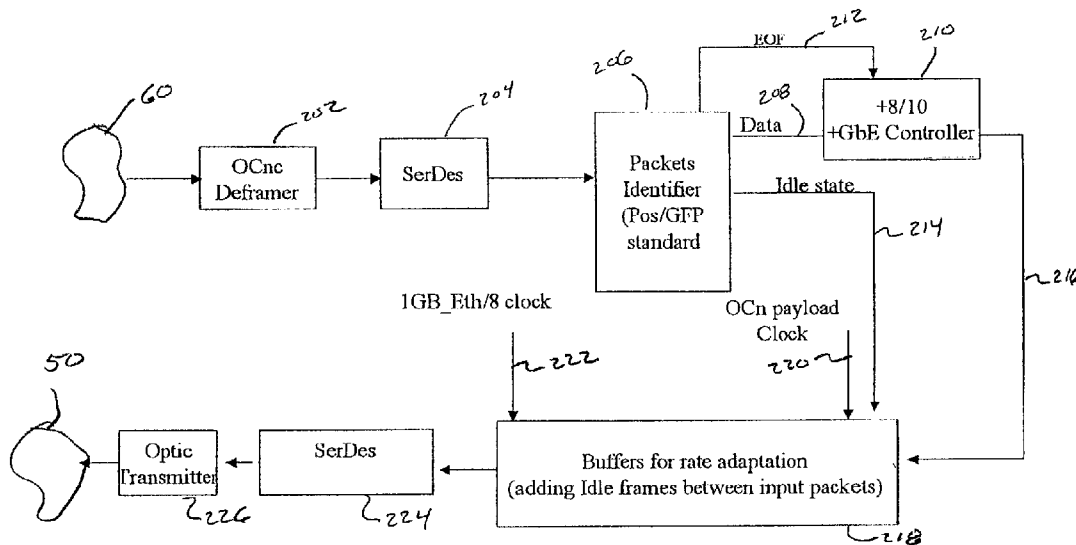 EOF
212
210
206
60
202
204
208
+8/10
+GbE Controller
Data
OCnc
Deframer
SerDes
Packets
Identifier
(Pos/GFP
standard
Idle state
214
216
1GB_Eth/8 clock
OCn payload
Clock
50
222
220
Optic
Transmitter
SerDes
Buffers for rate adaptation
(adding Idle frames between input packets)
226
224
218